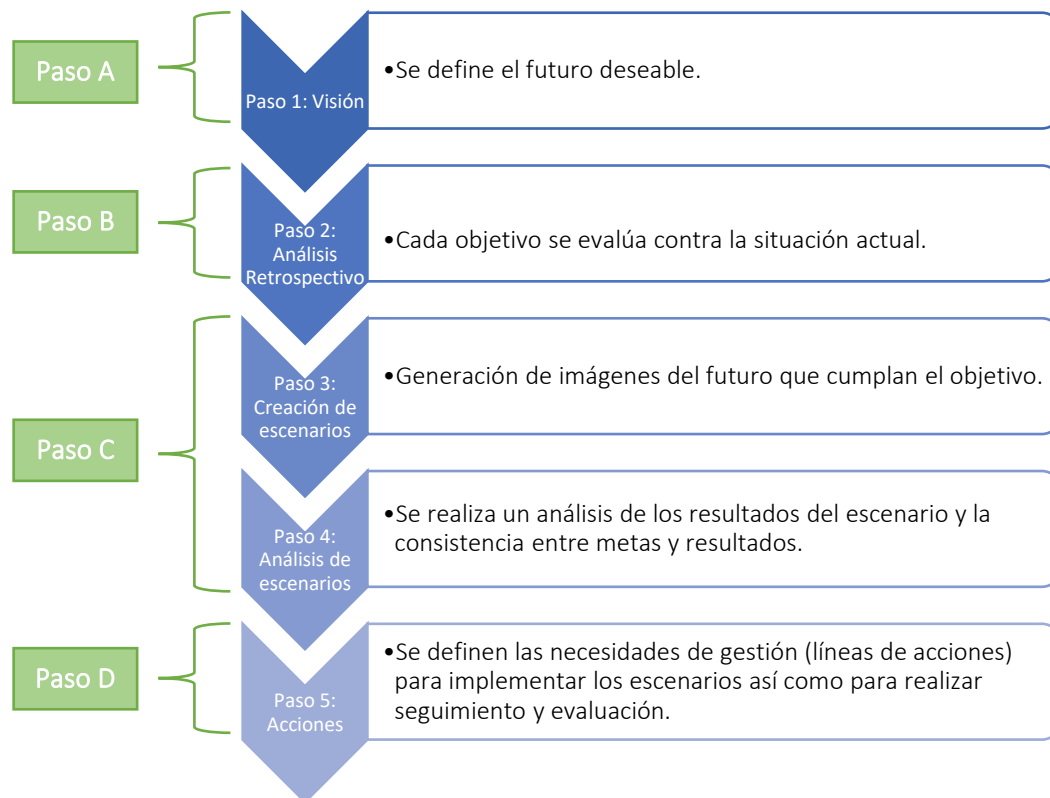 Paso A
Paso 1: Visión
•Se define el futuro deseable.
Paso B
Paso 2:
Análisis
Retrospectivo
•Cada objetivo se evalúa contra la situación actual.
Paso C
Paso 3:
Creación de
escenarios
•Generación de imágenes del futuro que cumplan el objetivo.
Paso 4:
Análisis de
escenarios
•Se realiza un análisis de los resultados del escenario y la
consistencia entre metas y resultados.
Paso D
Paso 5:
Acciones
•Se definen las necesidades de gestión (líneas de acciones)
para implementar los escenarios así como para realizar
seguimiento y evaluación.